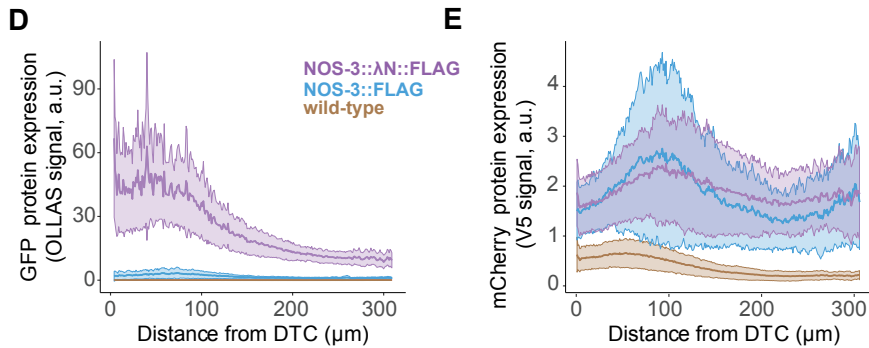 D
GFP protein expression
(OLLAS signal, a.u.)
90
60
30
0
NOS-3::λN::FLAG
NOS-3::FLAG
wild-type
0 100 200 300
Distance from DTC (µm)
E
mCherry protein expression
(V5 signal, a.u.)
4
3
2
1
0
0 100 200 300
Distance from DTC (µm)